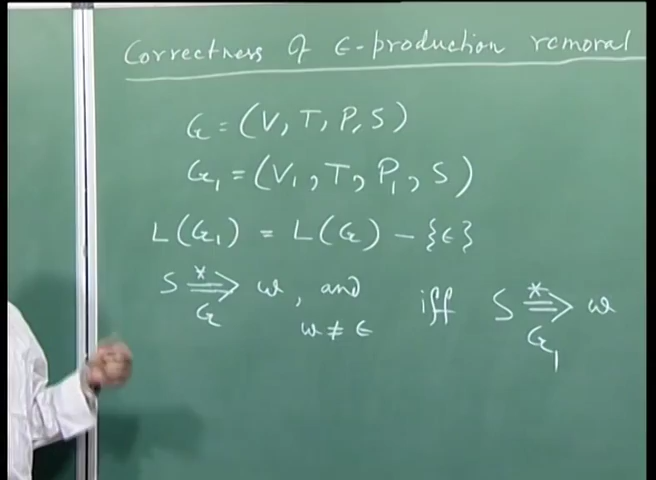 Correctness of ϵ-production removal
G = (V, T, P, S)
G₁ = (V₁, T, P₁, S)
L(G₁) = L(G) − {ϵ}
S *⇒ w, and iff S *⇒ w
G w ≠ ϵ G₁